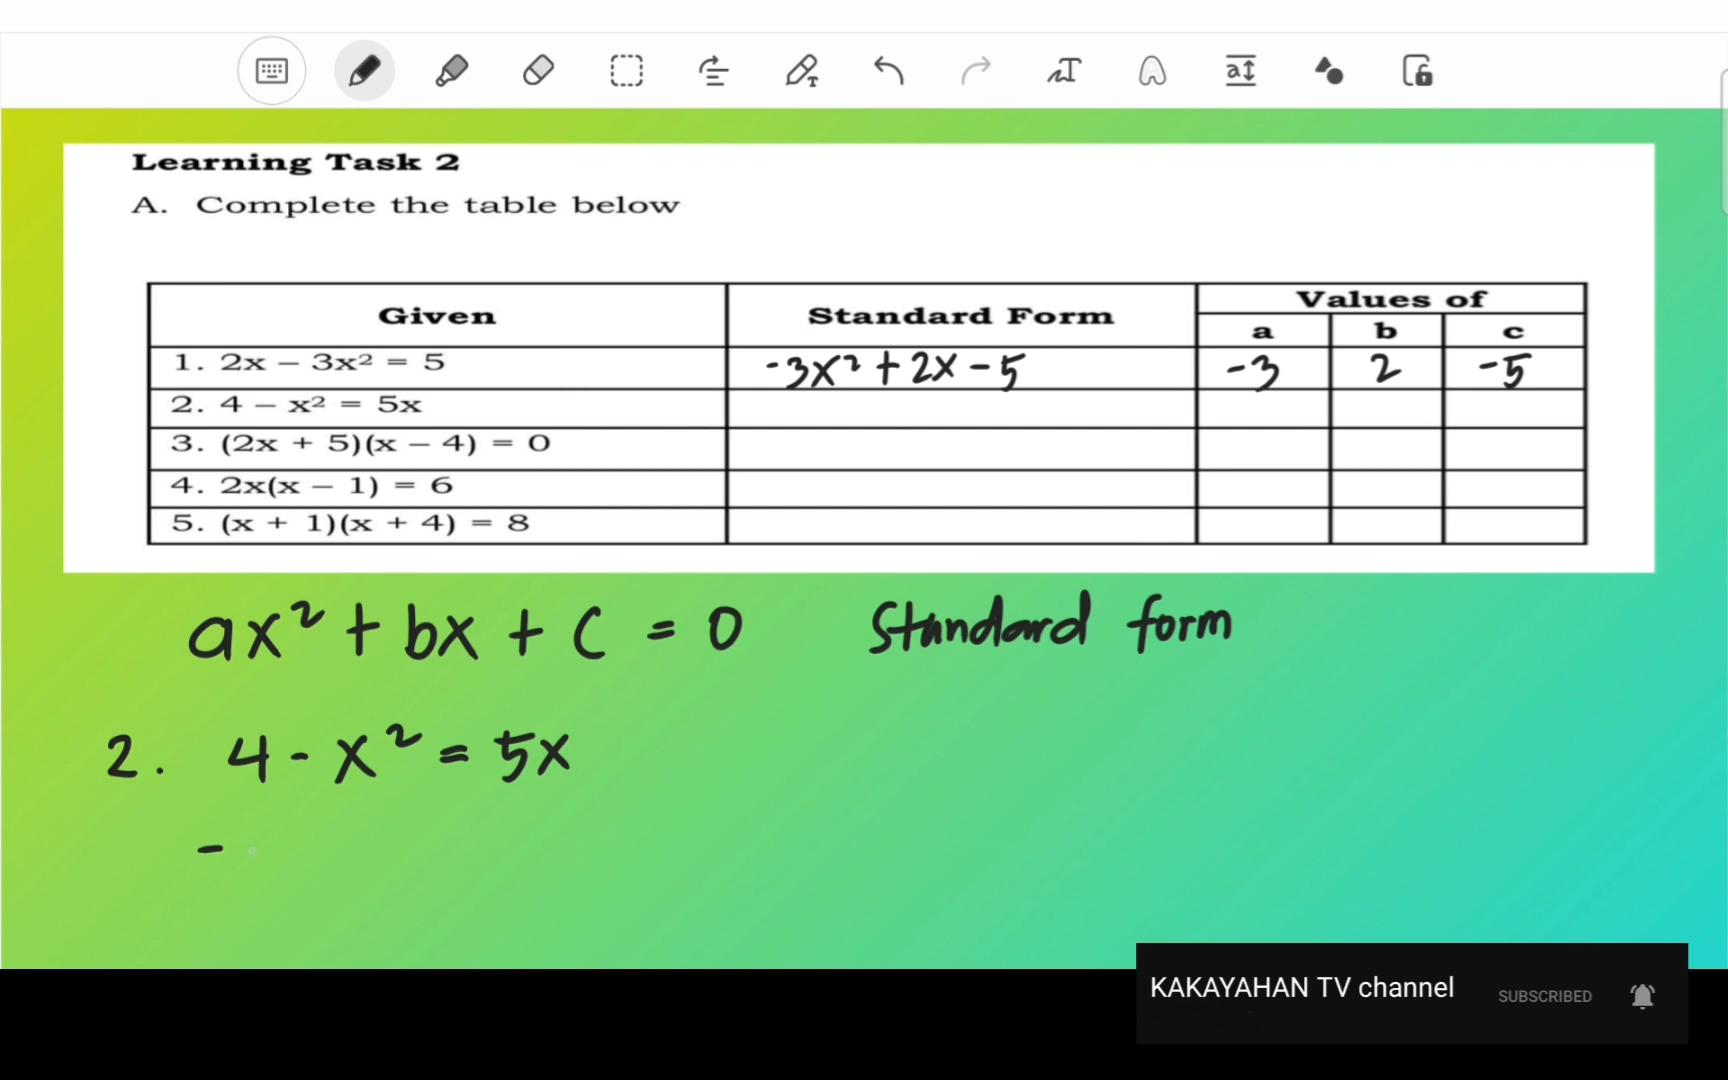 Learning Task 2
A. Complete the table below
Given Standard Form Values of
a b c
1. 2x – 3x² = 5 -3x² + 2x - 5 -3 2 -5
2. 4 – x² = 5x
3. (2x + 5)(x – 4) = 0
4. 2x(x – 1) = 6
5. (x + 1)(x + 4) = 8
ax² + bx + c = 0 Standard form
2. 4 - x² = 5x
-
KAKAYAHAN TV channel SUBSCRIBED